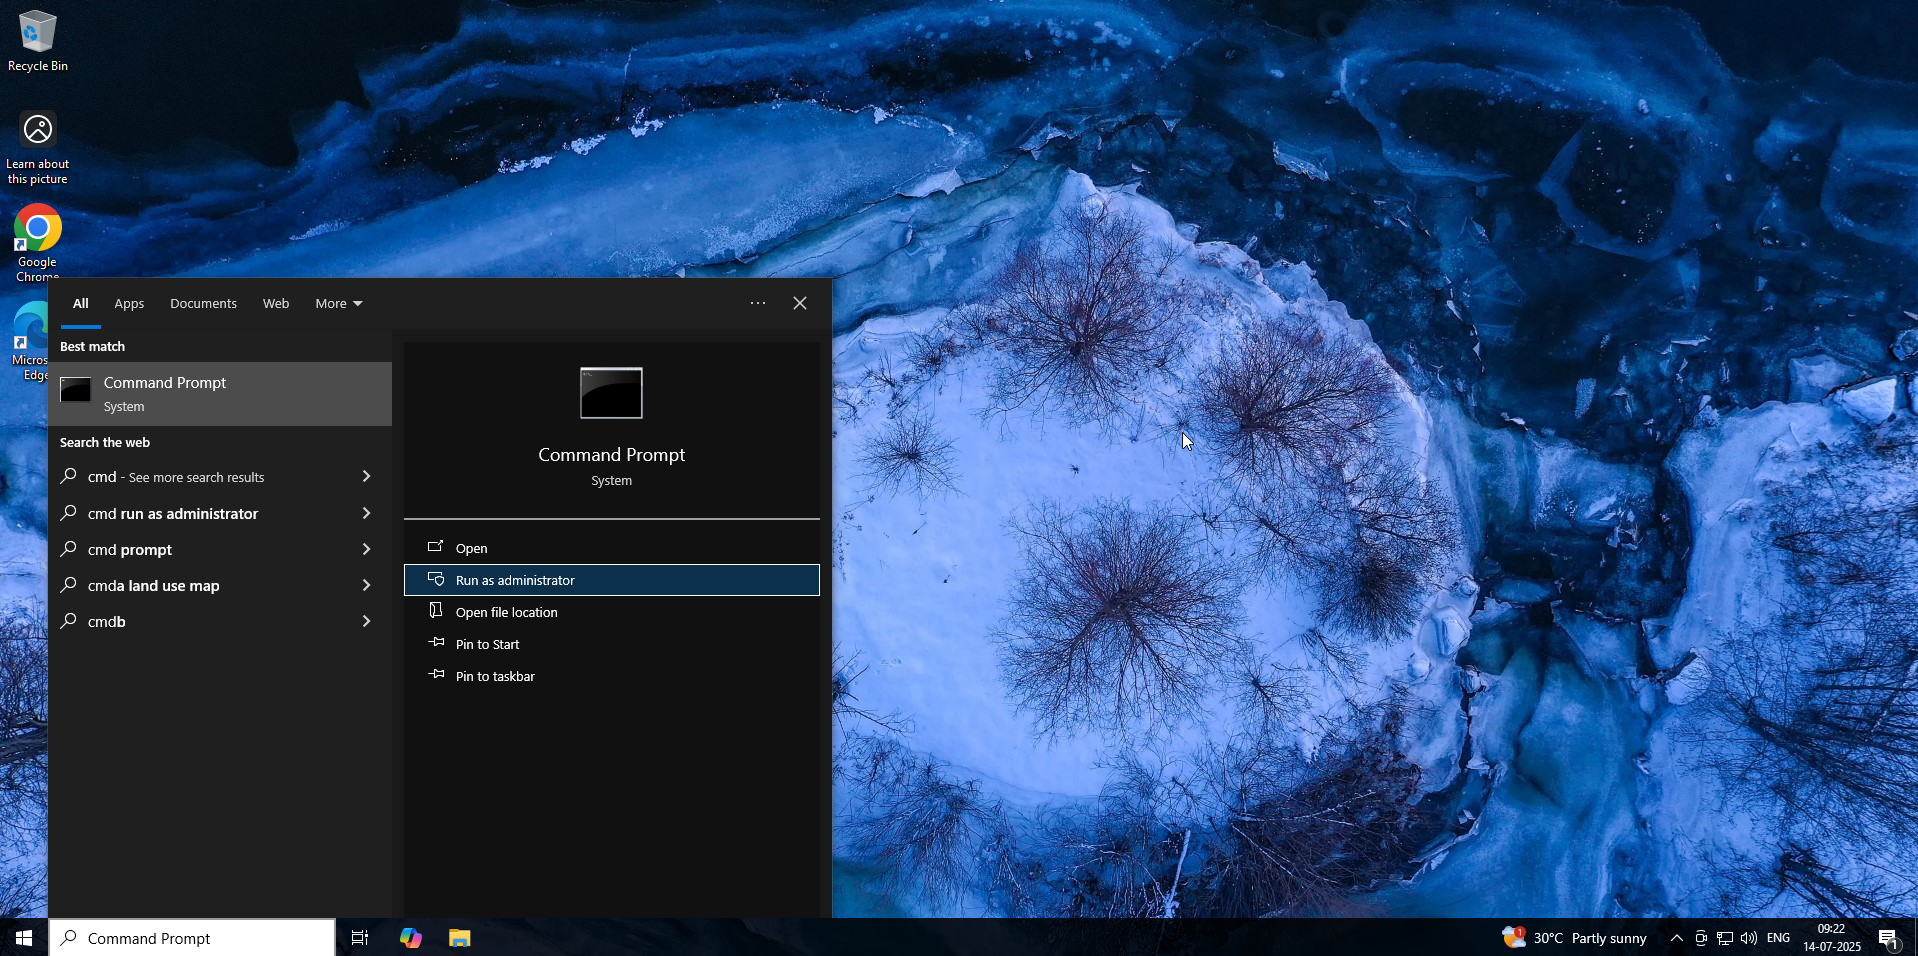 Recycle Bin
Learn about
this picture
Google
Chrome
Micros
Edge
All
Apps
Documents
Web
More
Best match
Command Prompt
System
Search the web
cmd - See more search results
cmd run as administrator
cmd prompt
cmda land use map
cmdb
Command Prompt
System
Open
Run as administrator
Open file location
Pin to Start
Pin to taskbar
Command Prompt
1
30°C Partly sunny
ENG
09:22
14-07-2025
1